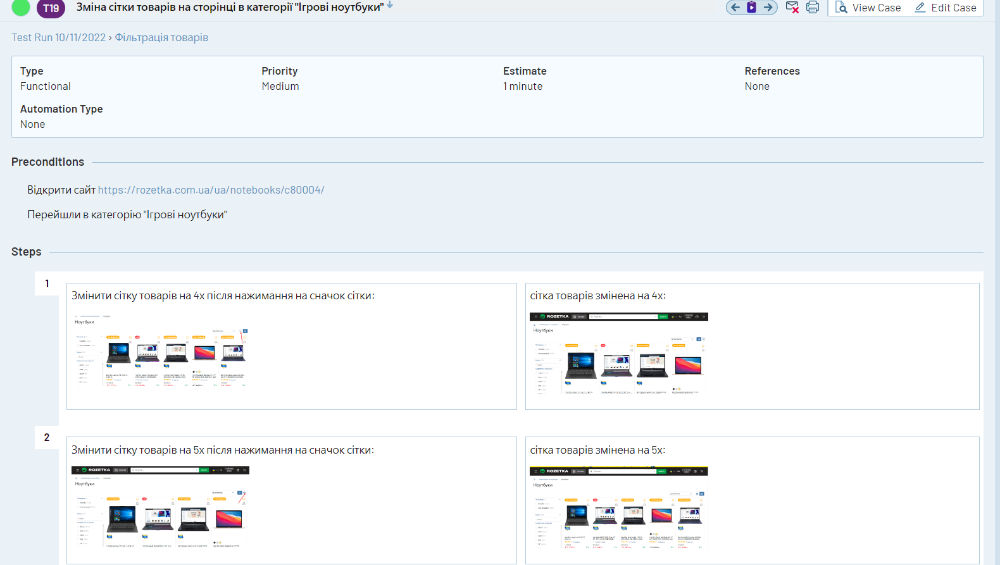 T19
Зміна сітки товарів на сторінці в категорії "Ігрові ноутбуки"
View Case
Edit Case
Test Run 10/11/2022 › Фільтрація товарів
Type
Functional
Priority
Medium
Estimate
1 minute
References
None
Automation Type
None
Preconditions
Відкрити сайт https://rozetka.com.ua/ua/notebooks/c80004/
Перейшли в категорію "Ігрові ноутбуки"
Steps
1
Змінити сітку товарів на 4х після нажимання на сначок сітки:
Ноутбуки
сітка товарів змінена на 4х:
ROZETKA
Ноутбуки
2
Змінити сітку товарів на 5х після нажимання на сначок сітки:
ROZETKA
Ноутбуки
сітка товарів змінена на 5х:
ROZETKA
Ноутбуки